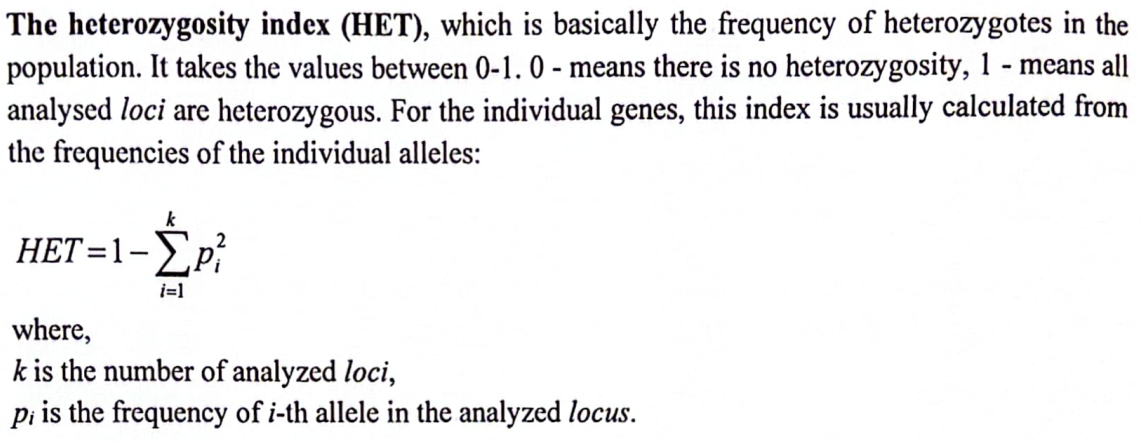 The heterozygosity index (HET), which is basically the frequency of heterozygotes in the
population. It takes the values between 0-1. 0 - means there is no heterozygosity, 1 - means all
analysed loci are heterozygous. For the individual genes, this index is usually calculated from
the frequencies of the individual alleles:
HET=1-∑_{i=1}^{k} p_i^2
where,
k is the number of analyzed loci,
p_i is the frequency of i-th allele in the analyzed locus.